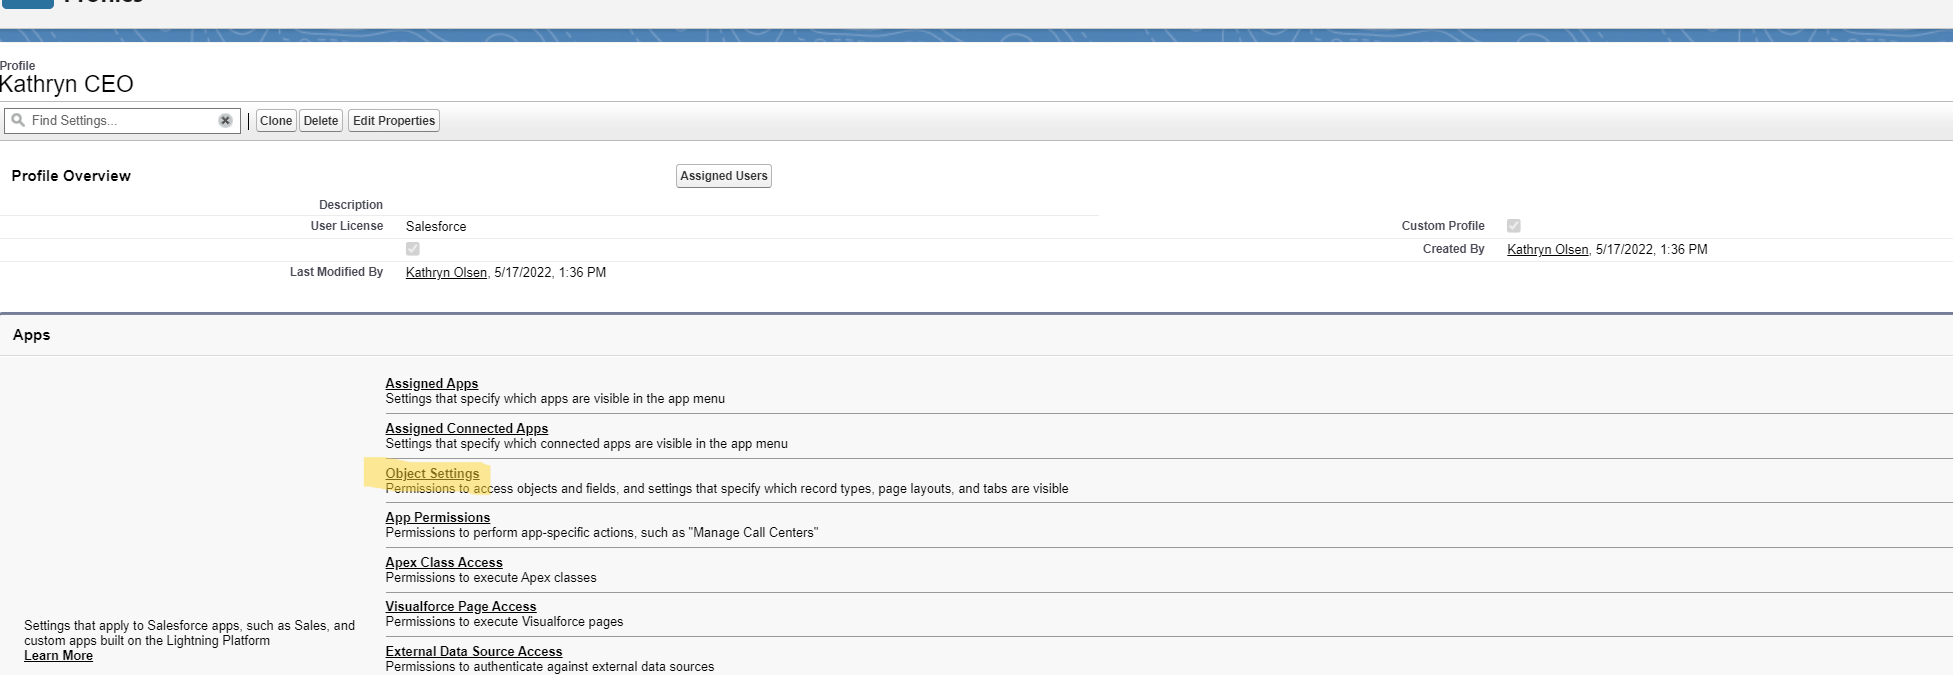 Profiles
Profile
Kathryn CEO
Find Settings...
Clone Delete Edit Properties
Profile Overview
Assigned Users
Description
User License Salesforce Custom Profile
Created By Kathryn Olsen, 5/17/2022, 1:36 PM
Last Modified By Kathryn Olsen, 5/17/2022, 1:36 PM
Apps
Assigned Apps
Settings that specify which apps are visible in the app menu
Assigned Connected Apps
Settings that specify which connected apps are visible in the app menu
Object Settings
Permissions to access objects and fields, and settings that specify which record types, page layouts, and tabs are visible
App Permissions
Permissions to perform app-specific actions, such as "Manage Call Centers"
Apex Class Access
Permissions to execute Apex classes
Visualforce Page Access
Permissions to execute Visualforce pages
External Data Source Access
Permissions to authenticate against external data sources
Settings that apply to Salesforce apps, such as Sales, and
custom apps built on the Lightning Platform
Learn More